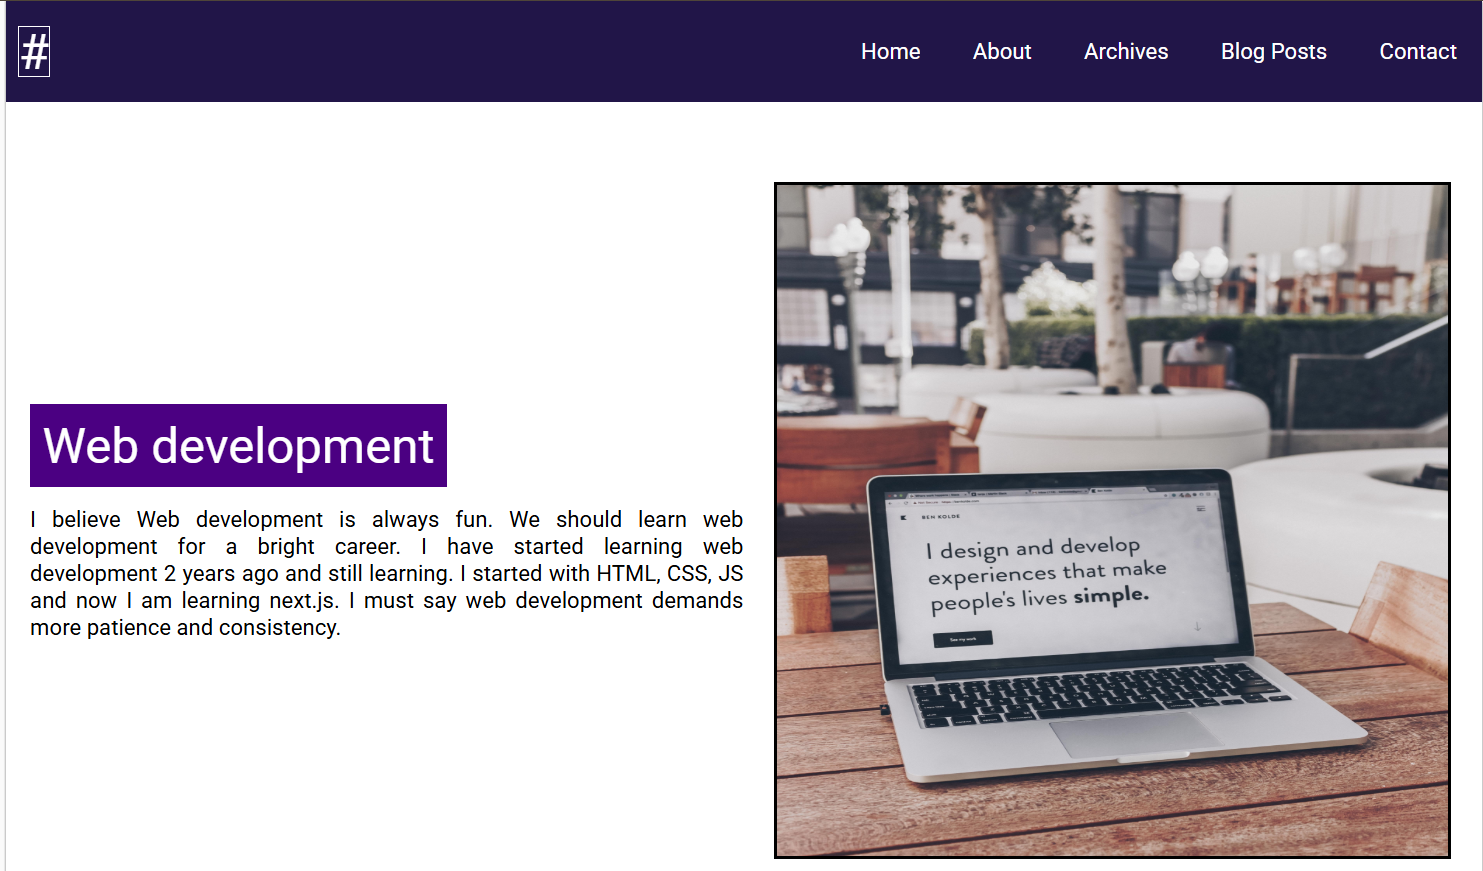 #
Home About Archives Blog Posts Contact
Web development
I believe Web development is always fun. We should learn web
development for a bright career. I have started learning web
development 2 years ago and still learning. I started with HTML, CSS, JS
and now I am learning next.js. I must say web development demands
more patience and consistency.
BEN KOLDE
I design and develop
experiences that make
people's lives simple.
See my work